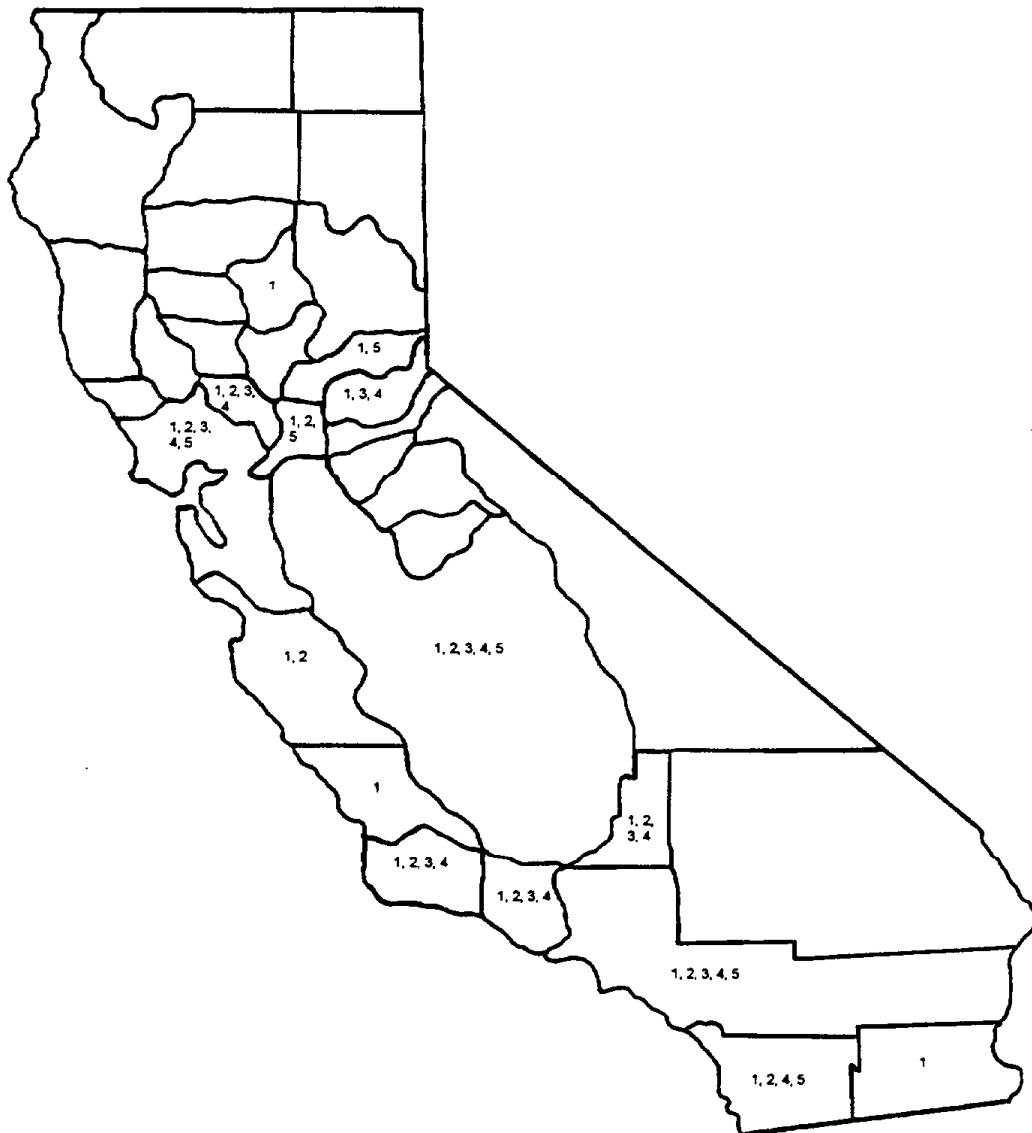 1
1, 5
1, 2, 3,
4
1, 3, 4
1, 2, 3,
4, 5
1, 2,
5
1, 2
1, 2, 3, 4, 5
1
1, 2,
3, 4
1, 2, 3, 4
1, 2, 3, 4
1, 2, 3, 4, 5
1, 2, 4, 5
1